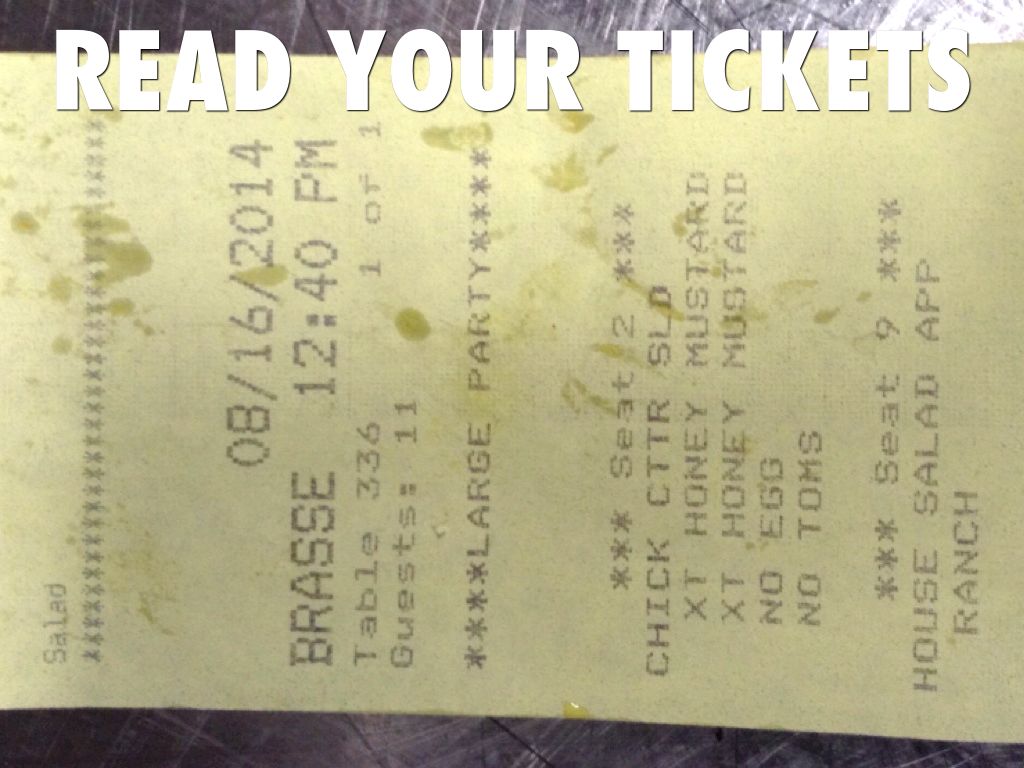 READ YOUR TICKETS
Salad
08/16/2014
BRASSE 12:40 PM
Table 336 1 of 1
Guests: 11
*****LARGE PARTY****
*** Seat 2 ***
CHICK CTTR SLD
XT HONEY MUSTARD
XT HONEY MUSTARD
NO EGG
NO TOMS
*** Seat 9 ***
HOUSE SALAD APP
RANCH